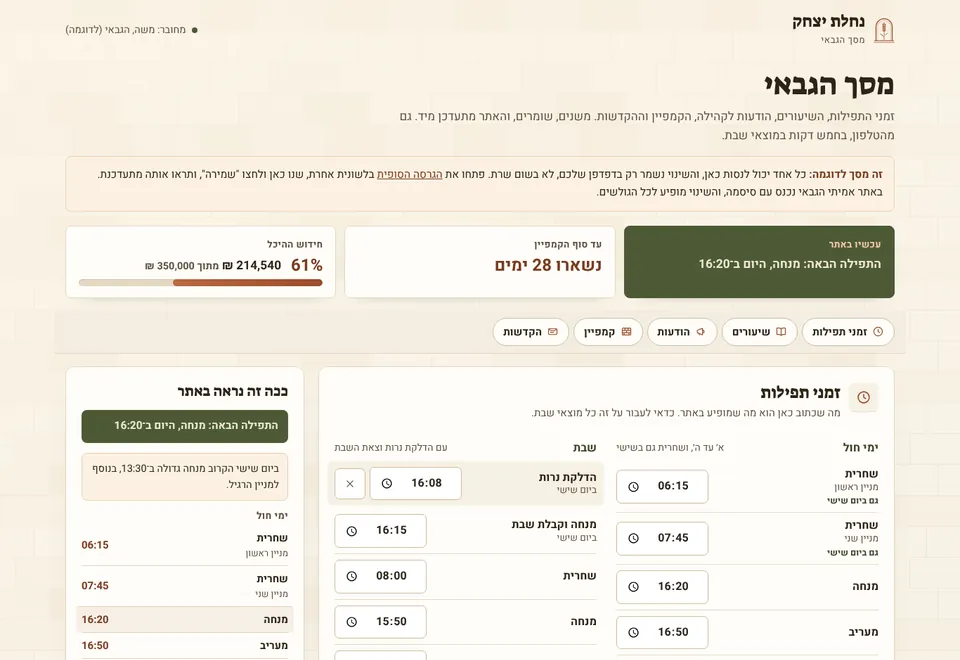 נחלת יצחק
מסך הגבאי
מחובר: משה, הגבאי (לדוגמה)
מסך הגבאי
זמני התפילות, השיעורים, הודעות לקהילה, הקמפיין וההקדשות. משנים, שומרים, והאתר מתעדכן מיד. גם
מהטלפון, בחמש דקות במוצאי שבת.
זה מסך לדוגמה: כל אחד יכול לנסות כאן, והשינוי נשמר רק בדפדפן שלכם, לא בשום שרת. פתחו את הגרסה הסופית בלשונית אחרת, שנו כאן ולחצו "שמירה", ותראו אותה מתעדכנת.
באתר אמיתי הגבאי נכנס עם סיסמה, והשינוי מופיע לכל הגולשים.
עכשיו באתר
התפילה הבאה: מנחה, היום ב־16:20
עד סוף הקמפיין
נשארו 28 ימים
חידוש ההיכל
61% 214,540 ₪ מתוך 350,000 ₪
זמני תפילות
שיעורים
הודעות
קמפיין
הקדשות
זמני תפילות
מה שכתוב כאן הוא מה שמופיע באתר. כדאי לעבור על זה כל מוצאי שבת.
ימי חול
א׳ עד ה׳, ושחרית גם בשישי
שחרית
מניין ראשון
גם ביום שישי
06:15
שחרית
מניין שני
גם ביום שישי
07:45
מנחה
16:20
מעריב
16:50
שבת
עם הדלקת נרות וצאת השבת
הדלקת נרות
ביום שישי
16:08
מנחה וקבלת שבת
ביום שישי
16:15
שחרית
08:00
מנחה
15:50
ככה זה נראה באתר
התפילה הבאה: מנחה, היום ב־16:20
ביום שישי הקרוב מנחה גדולה ב־13:30, בנוסף
למניין הרגיל.
ימי חול
שחרית
מניין ראשון
06:15
שחרית
מניין שני
07:45
מנחה
16:20
מעריב
16:50